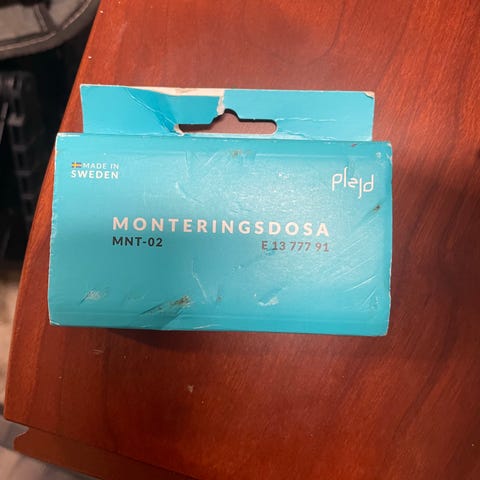 MADE IN
SWEDEN
plejd
MONTERINGSDOSA
MNT-02
E 13 777 91